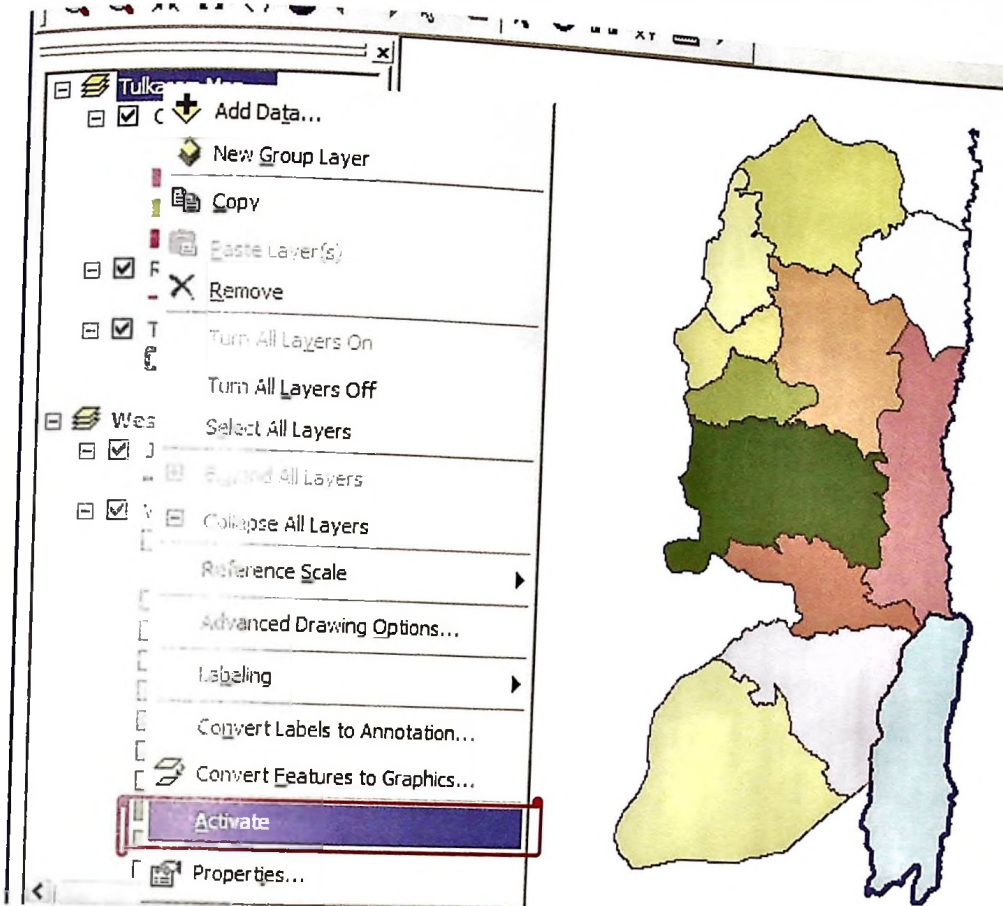 XY
Add Data...
New Group Layer
Copy
Paste Layer(s)
Remove
Turn All Layers On
Turn All Layers Off
Select All Layers
Expand All Layers
Collapse All Layers
Reference Scale
Advanced Drawing Options...
Labeling
Convert Labels to Annotation...
Convert Features to Graphics...
Activate
Properties...